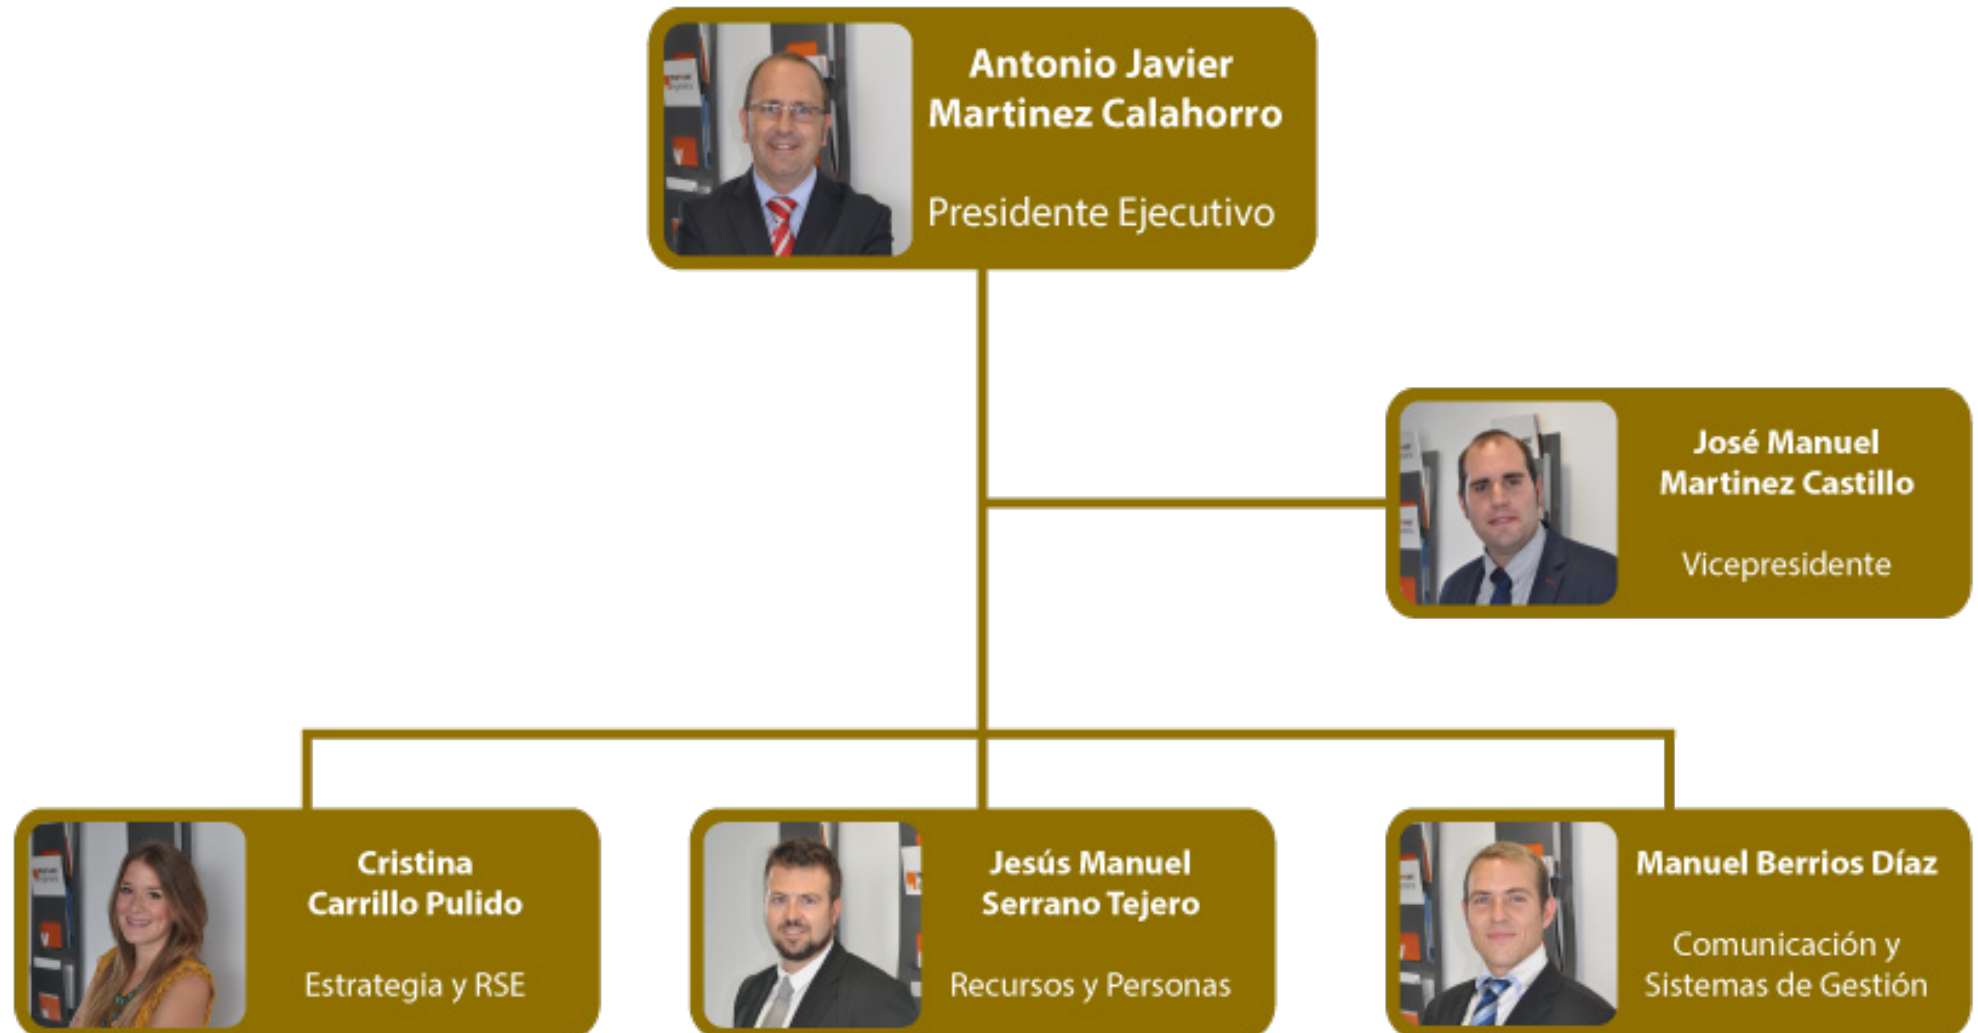 Antonio Javier
Martinez Calahorro
Presidente Ejecutivo
José Manuel
Martinez Castillo
Vicepresidente
Cristina
Carrillo Pulido
Estrategia y RSE
Jesús Manuel
Serrano Tejero
Recursos y Personas
Manuel Berrios Díaz
Comunicación y
Sistemas de Gestión